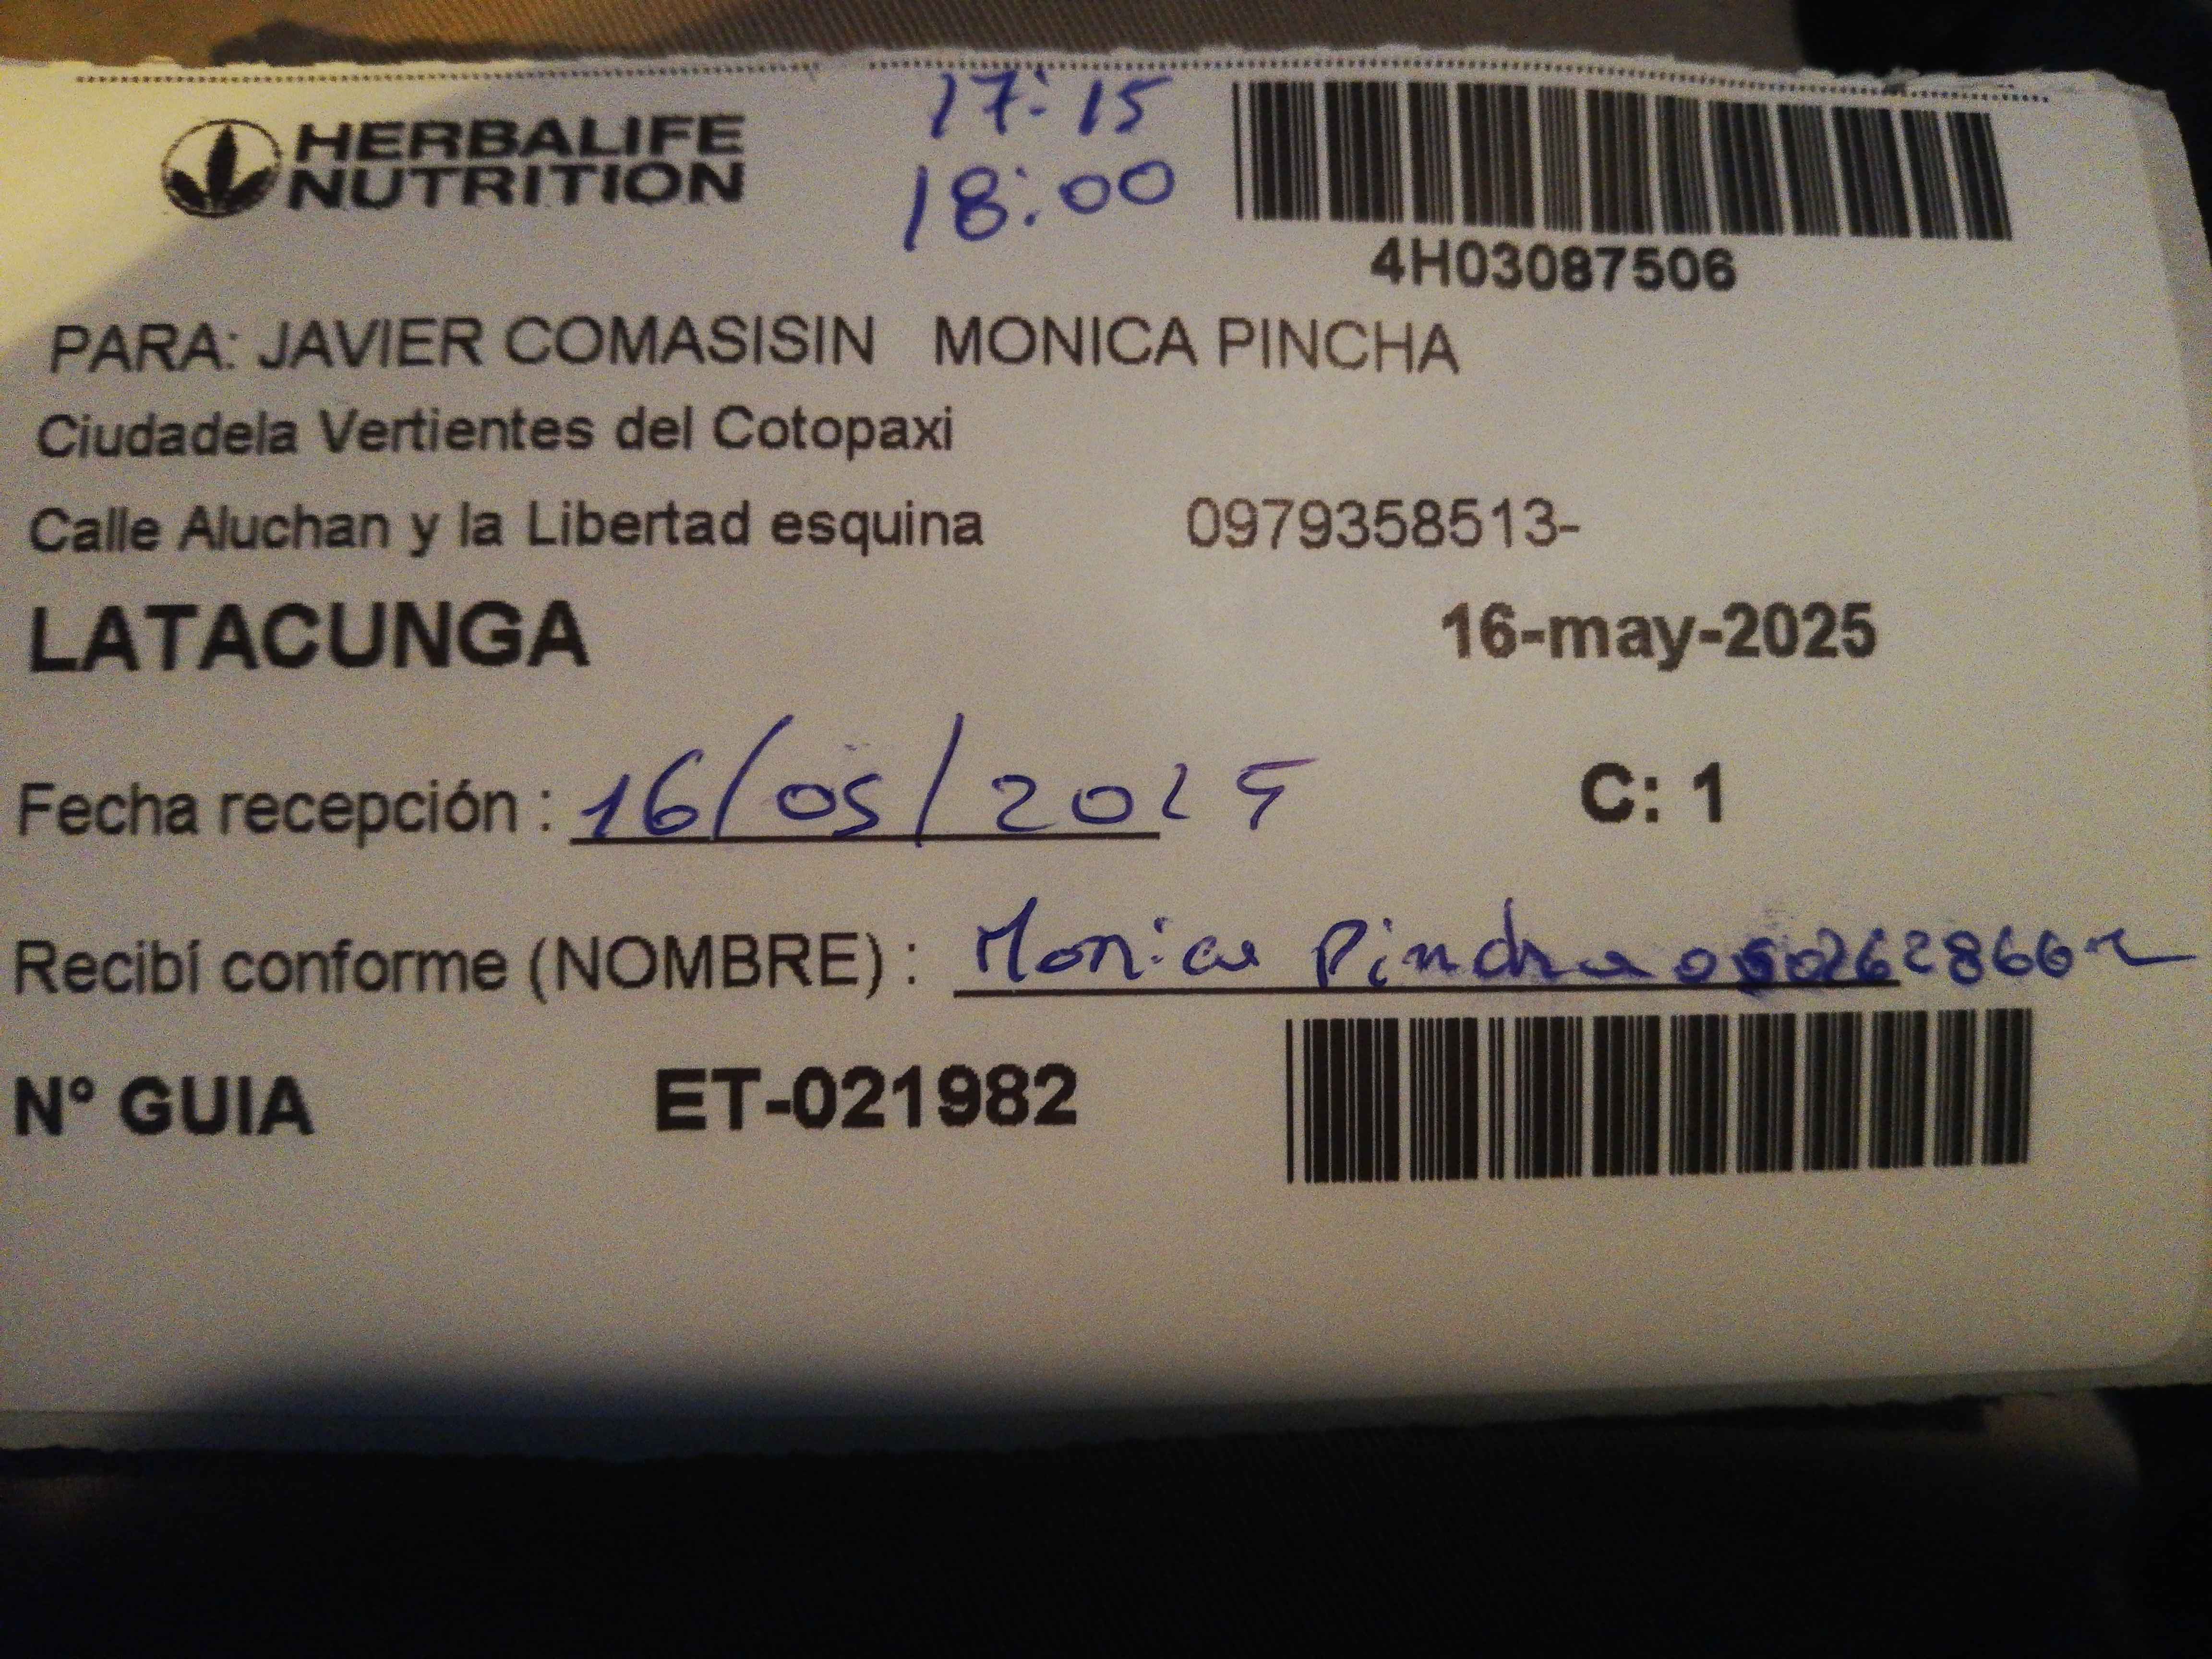 HERBALIFE
NUTRITION
17:15
18:00
4H03087506
PARA: JAVIER COMASISIN MONICA PINCHA
Ciudadela Vertientes del Cotopaxi
Calle Aluchan y la Libertad esquina 0979358513-
LATACUNGA 16-may-2025
Fecha recepción : 16/05/2025 C: 1
Recibí conforme (NOMBRE) : Monica Pincha
N° GUIA ET-021982